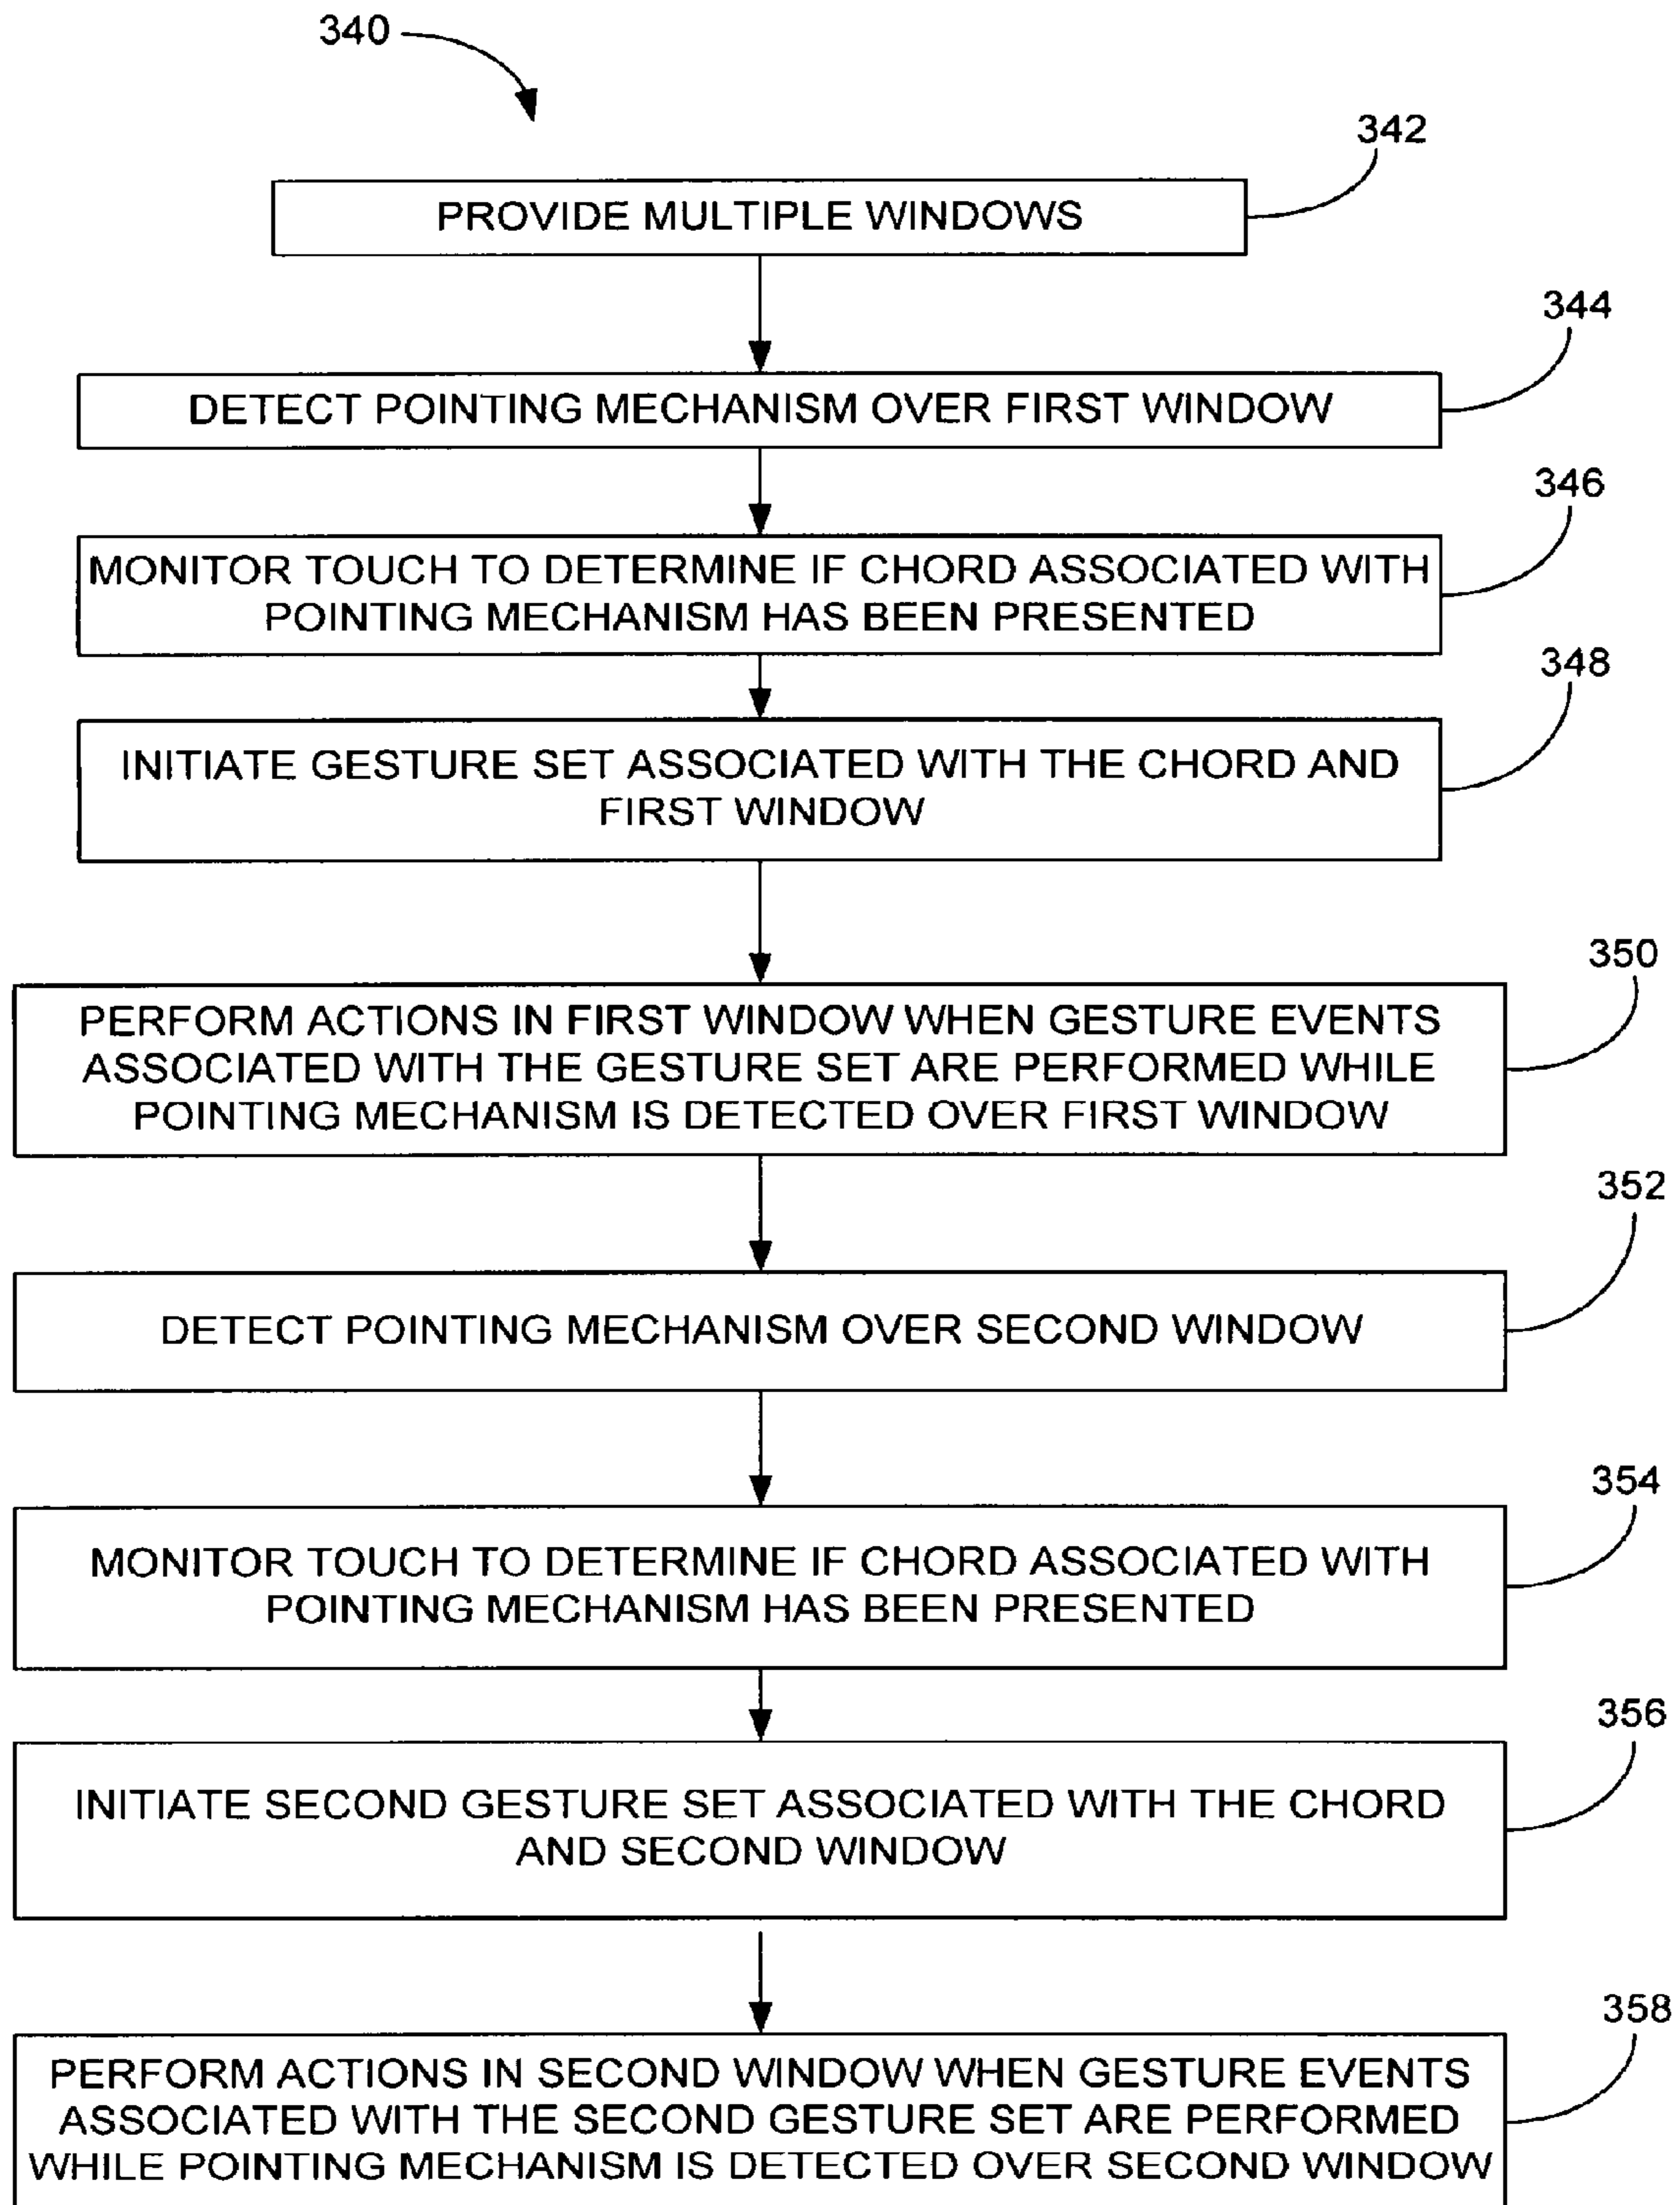 340
342
PROVIDE MULTIPLE WINDOWS
344
DETECT POINTING MECHANISM OVER FIRST WINDOW
346
MONITOR TOUCH TO DETERMINE IF CHORD ASSOCIATED WITH
POINTING MECHANISM HAS BEEN PRESENTED
348
INITIATE GESTURE SET ASSOCIATED WITH THE CHORD AND
FIRST WINDOW
350
PERFORM ACTIONS IN FIRST WINDOW WHEN GESTURE EVENTS
ASSOCIATED WITH THE GESTURE SET ARE PERFORMED WHILE
POINTING MECHANISM IS DETECTED OVER FIRST WINDOW
352
DETECT POINTING MECHANISM OVER SECOND WINDOW
354
MONITOR TOUCH TO DETERMINE IF CHORD ASSOCIATED WITH
POINTING MECHANISM HAS BEEN PRESENTED
356
INITIATE SECOND GESTURE SET ASSOCIATED WITH THE CHORD
AND SECOND WINDOW
358
PERFORM ACTIONS IN SECOND WINDOW WHEN GESTURE EVENTS
ASSOCIATED WITH THE SECOND GESTURE SET ARE PERFORMED
WHILE POINTING MECHANISM IS DETECTED OVER SECOND WINDOW